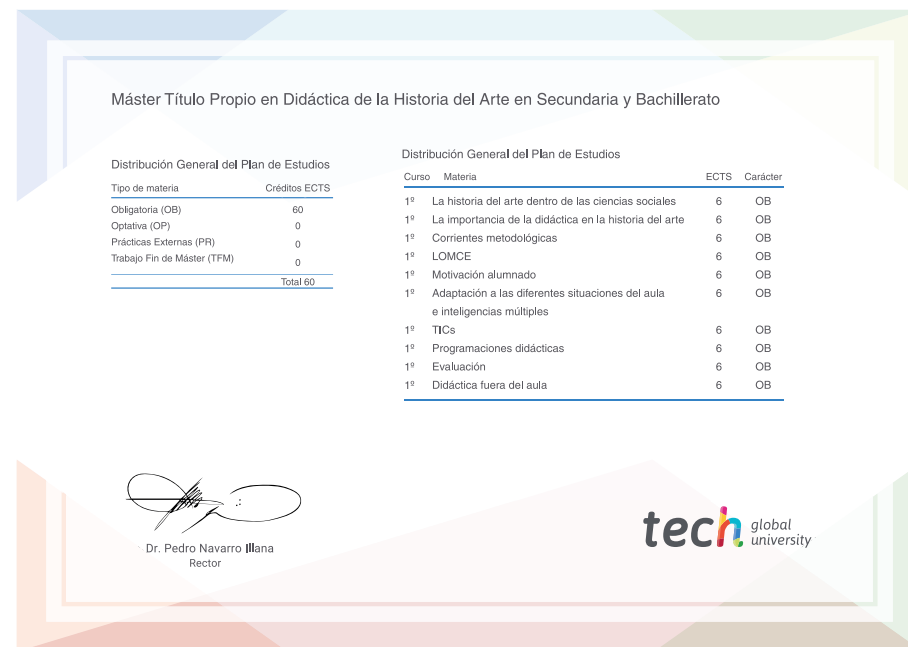 Máster Título Propio en Didáctica de la Historia del Arte en Secundaria y Bachillerato
Distribución General del Plan de Estudios
Tipo de materia Créditos ECTS
Obligatoria (OB) 60
Optativa (OP) 0
Prácticas Externas (PR) 0
Trabajo Fin de Máster (TFM) 0
Total 60
Distribución General del Plan de Estudios
Curso Materia ECTS Carácter
1º La historia del arte dentro de las ciencias sociales 6 OB
1º La importancia de la didáctica en la historia del arte 6 OB
1º Corrientes metodológicas 6 OB
1º LOMCE 6 OB
1º Motivación alumnado 6 OB
1º Adaptación a las diferentes situaciones del aula 6 OB
e inteligencias múltiples
1º TICs 6 OB
1º Programaciones didácticas 6 OB
1º Evaluación 6 OB
1º Didáctica fuera del aula 6 OB
Dr. Pedro Navarro Illana
Rector
tech global
university